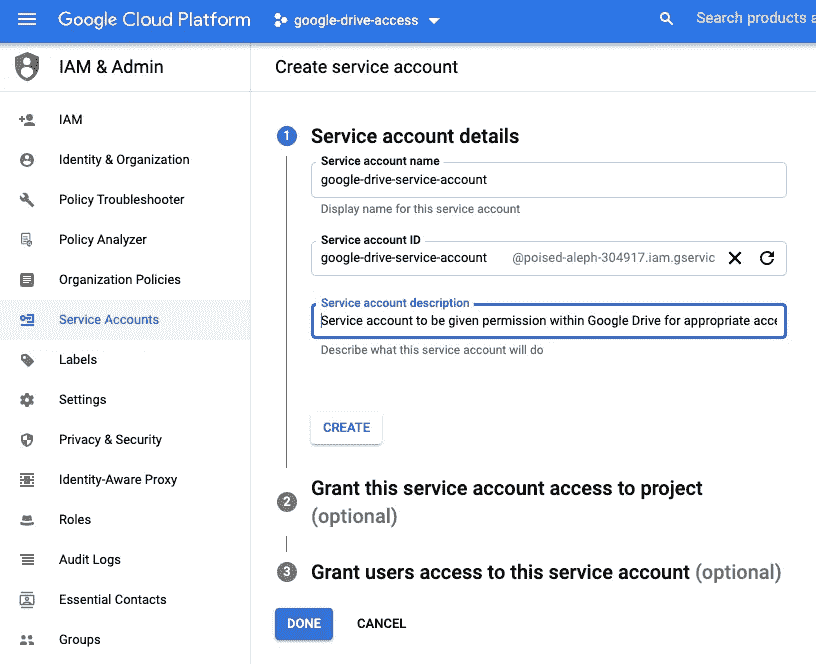 Google Cloud Platform
google-drive-access
Search products
IAM & Admin
Create service account
IAM
Identity & Organization
Policy Troubleshooter
Policy Analyzer
Organization Policies
Service Accounts
Labels
Settings
Privacy & Security
Identity-Aware Proxy
Roles
Audit Logs
Essential Contacts
Groups
1 Service account details
Service account name
google-drive-service-account
Display name for this service account
Service account ID
google-drive-service-account @poised-aleph-304917.iam.gservic
Service account description
Service account to be given permission within Google Drive for appropriate acce
Describe what this service account will do
CREATE
2 Grant this service account access to project
(optional)
3 Grant users access to this service account (optional)
DONE CANCEL